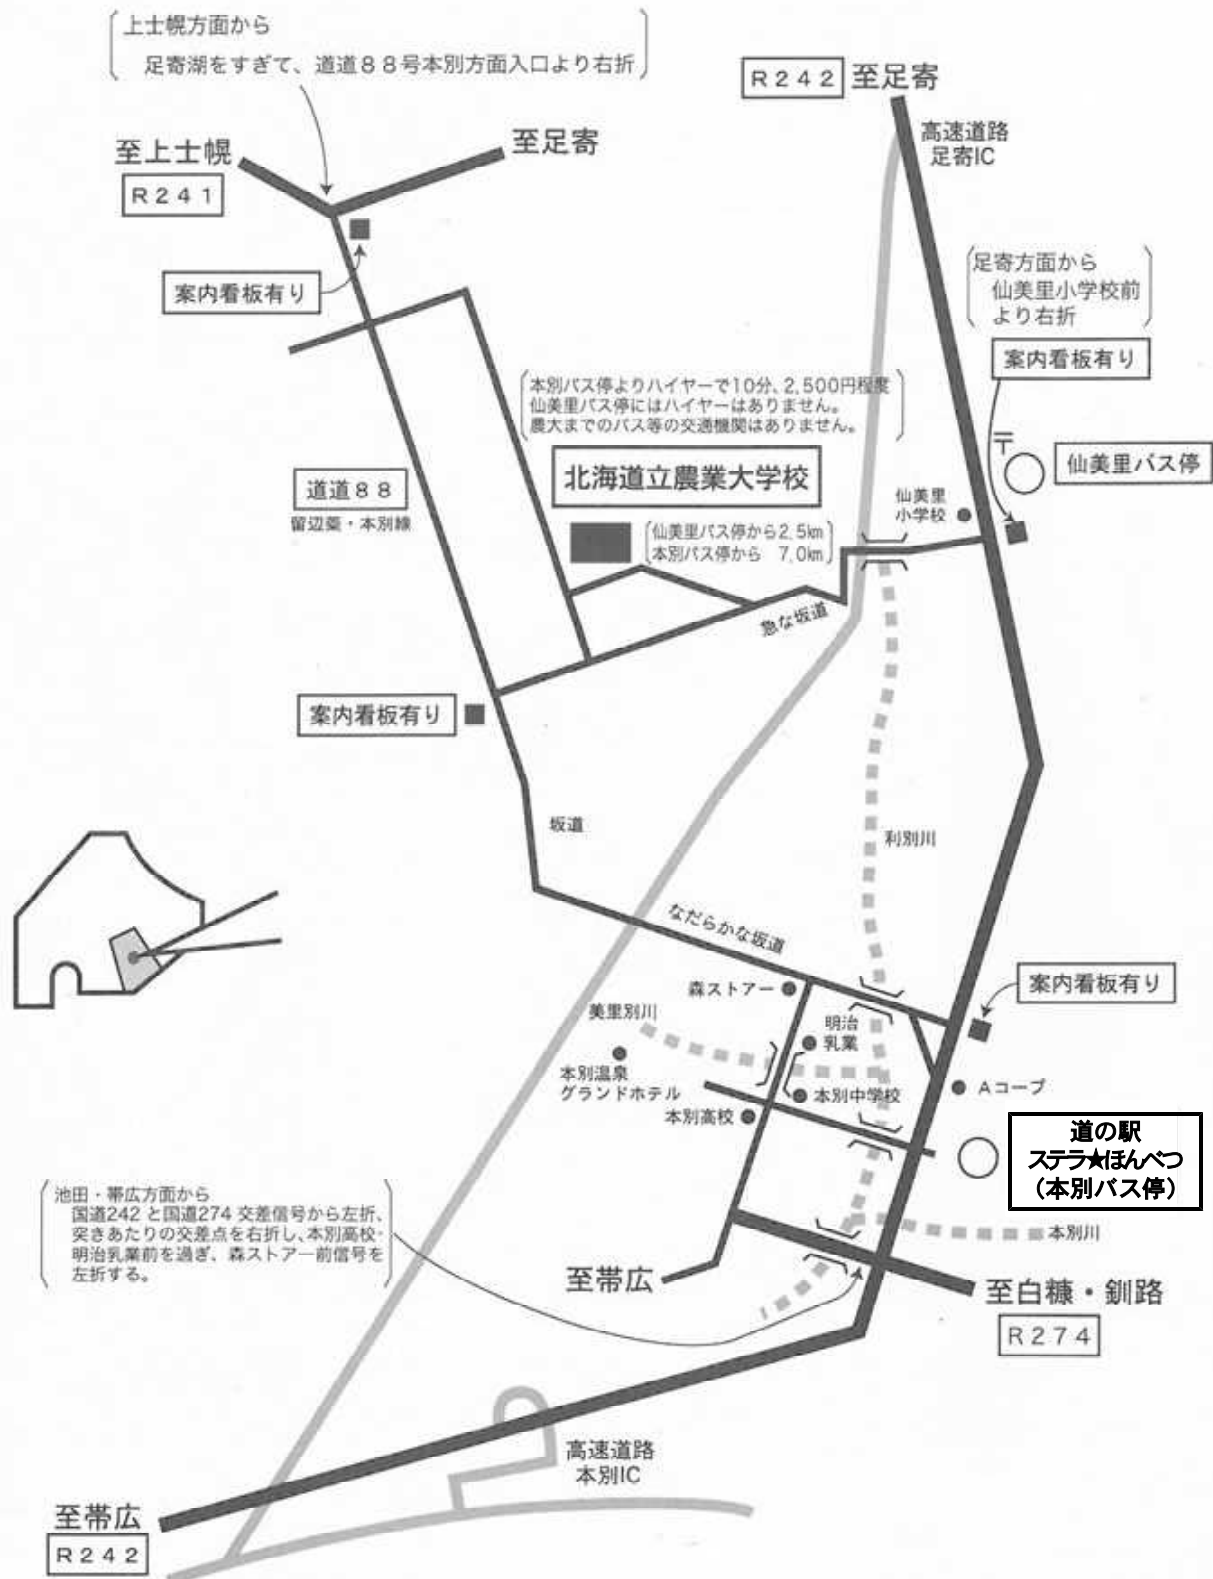 上士幌方面から
足寄湖をすぎて、道道88号本別方面入口より右折
R242 至足寄
高速道路
足寄IC
至上士幌
R241
至足寄
案内看板有り
足寄方面から
仙美里小学校前
より右折
案内看板有り
本別バス停よりハイヤーで10分、2,500円程度
仙美里バス停にはハイヤーはありません。
農大までのバス等の交通機関はありません。
〒
仙美里バス停
北海道立農業大学校
道道88
留辺蘂・本別線
仙美里
小学校
仙美里バス停から2.5km
本別バス停から 7.0km
急な坂道
案内看板有り
坂道
利別川
なだらかな坂道
案内看板有り
森ストアー
美里別川
明治
乳業
本別温泉
グランドホテル
本別中学校
Aコープ
本別高校
道の駅
ステラ★ほんべつ
(本別バス停)
池田・帯広方面から
国道242と国道274交差信号から左折、
突きあたりの交差点を右折し、本別高校・
明治乳業前を過ぎ、森ストアー前信号を
左折する。
本別川
至帯広
至白糠・釧路
R274
高速道路
本別IC
至帯広
R242